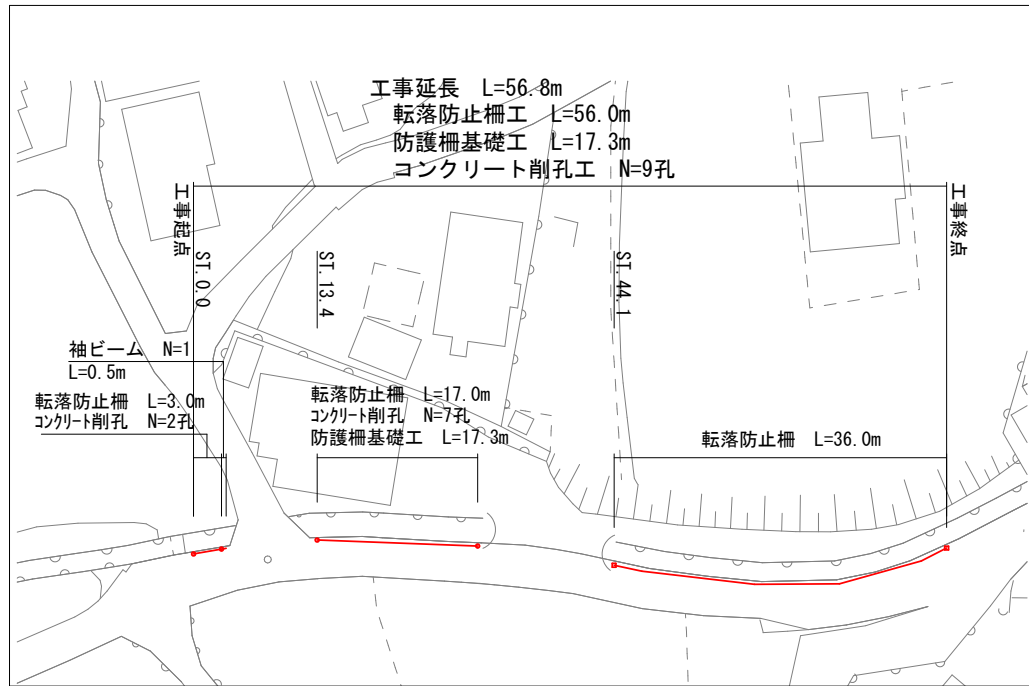 工事延長 L=56.8m
転落防止柵工 L=56.0m
防護柵基礎工 L=17.3m
コンクリート削孔工 N=9孔
工事起点
工事終点
ST. 0.0
ST. 13.4
ST. 44.1
袖ビーム N=1
L=0.5m
転落防止柵 L=3.0m
コンクリート削孔 N=2孔
転落防止柵 L=17.0m
コンクリート削孔 N=7孔
防護柵基礎工 L=17.3m
転落防止柵 L=36.0m